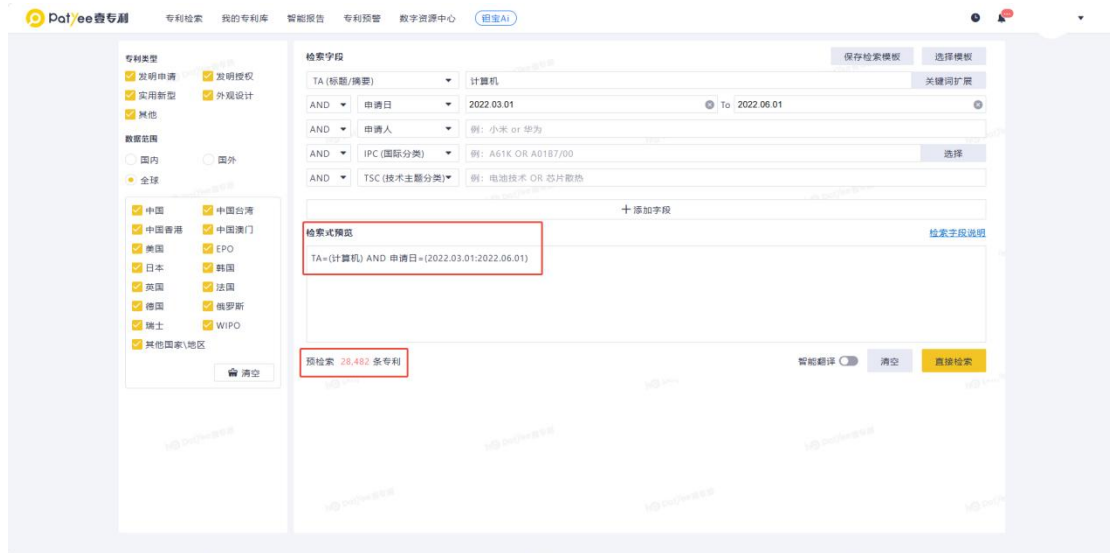 Patyee壹专利 专利检索 我的专利库 智能报告 专利预警 数字资源中心 (钽宝Ai)
专利类型
发明申请 发明授权
实用新型 外观设计
其他
数据范围
国内 国外
全球
中国 中国台湾
中国香港 中国澳门
美国 EPO
日本 韩国
英国 法国
德国 俄罗斯
瑞士 WIPO
其他国家\地区
清空
检索字段 保存检索模板 选择模板
TA (标题/摘要) 计算机 关键词扩展
AND 申请日 2022.03.01 To 2022.06.01
AND 申请人 例: 小米 or 华为
AND IPC (国际分类) 例: A61K OR A01B7/00 选择
AND TSC (技术主题分类) 例: 电池技术 OR 芯片散热
+ 添加字段
检索式预览 检索字段说明
TA=(计算机) AND 申请日=(2022.03.01:2022.06.01)
预检索 28,482 条专利 智能翻译 清空 直接检索